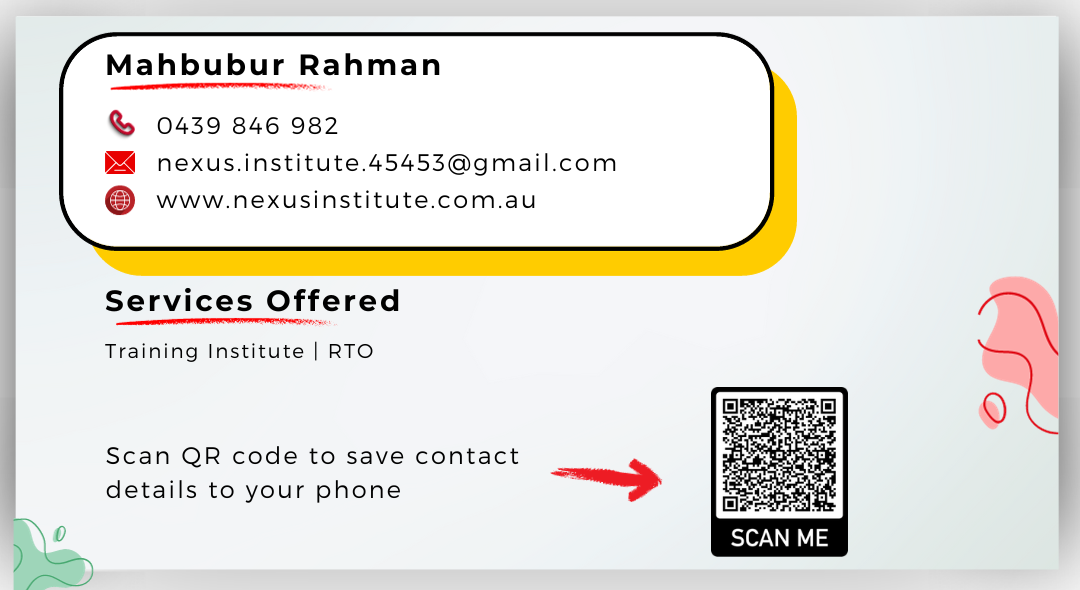 Mahbubur Rahman
0439 846 982
nexus.institute.45453@gmail.com
www.nexusinstitute.com.au
Services Offered
Training Institute | RTO
Scan QR code to save contact
details to your phone
SCAN ME